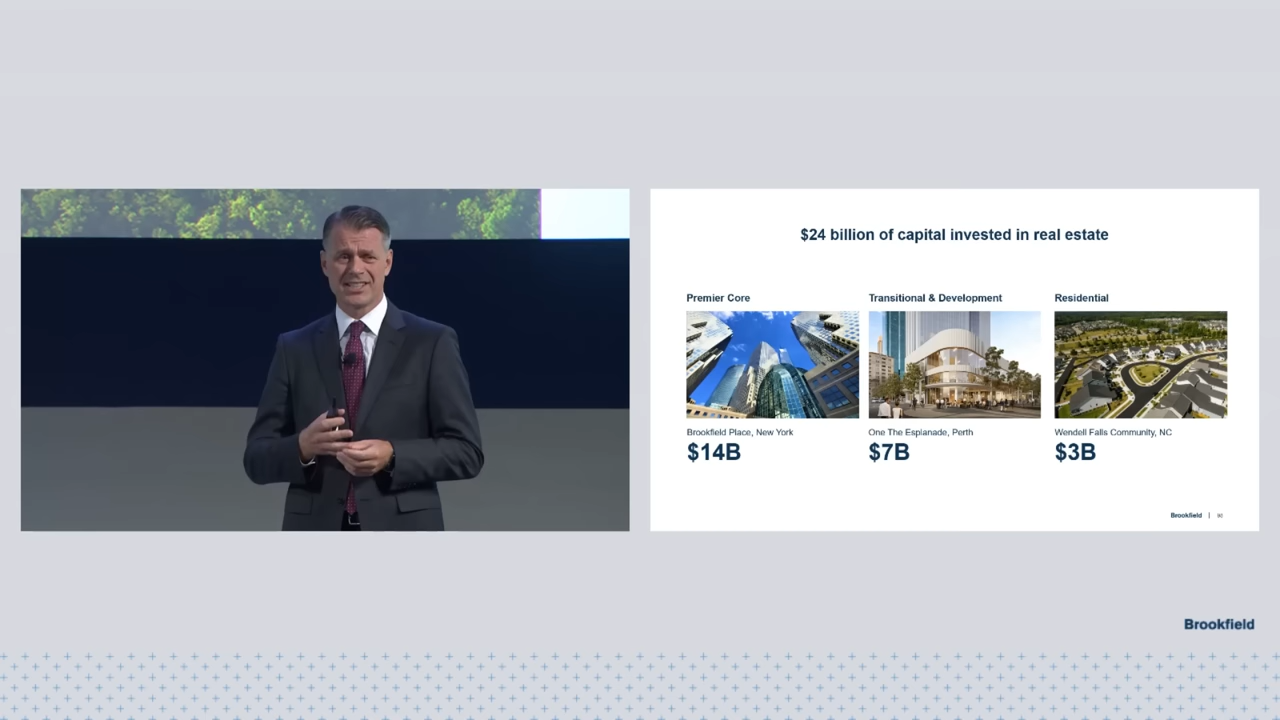 $24 billion of capital invested in real estate
Premier Core
Transitional & Development
Residential
Brookfield Place, New York
One The Esplanade, Perth
Wendell Falls Community, NC
$14B
$7B
$3B
Brookfield |
Brookfield